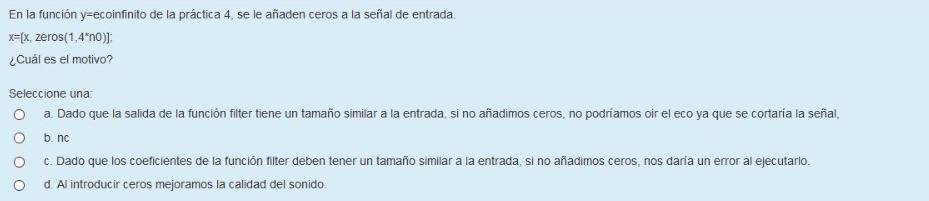 En la función y=ecoinfinito de la práctica 4, se le añaden ceros a la señal de entrada.
x=[x, zeros(1,4*n0)];
¿Cuál es el motivo?
Seleccione una:
a. Dado que la salida de la función filter tiene un tamaño similar a la entrada, si no añadimos ceros, no podríamos oir el eco ya que se cortaría la señal,
b. nc
c. Dado que los coeficientes de la función filter deben tener un tamaño similar a la entrada, si no añadimos ceros, nos daría un error al ejecutarlo.
d. Al introducir ceros mejoramos la calidad del sonido.